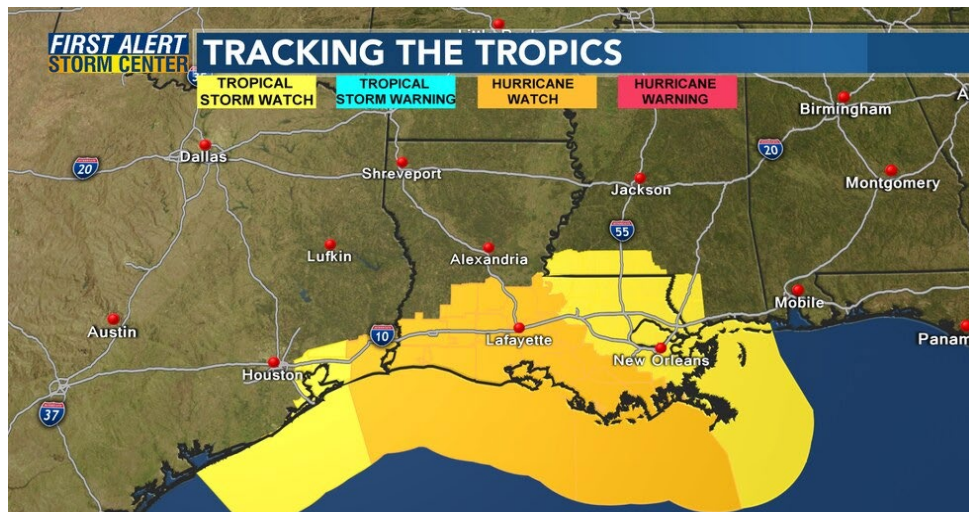 FIRST ALERT
STORM CENTER
TRACKING THE TROPICS
TROPICAL
STORM WATCH
TROPICAL
STORM WARNING
HURRICANE
WATCH
HURRICANE
WARNING
Birmingham
20
Dallas
Shreveport
20
Jackson
Montgomery
55
Lufkin
Alexandria
Mobile
Austin
10
Lafayette
Panam
Houston
New Orleans
37